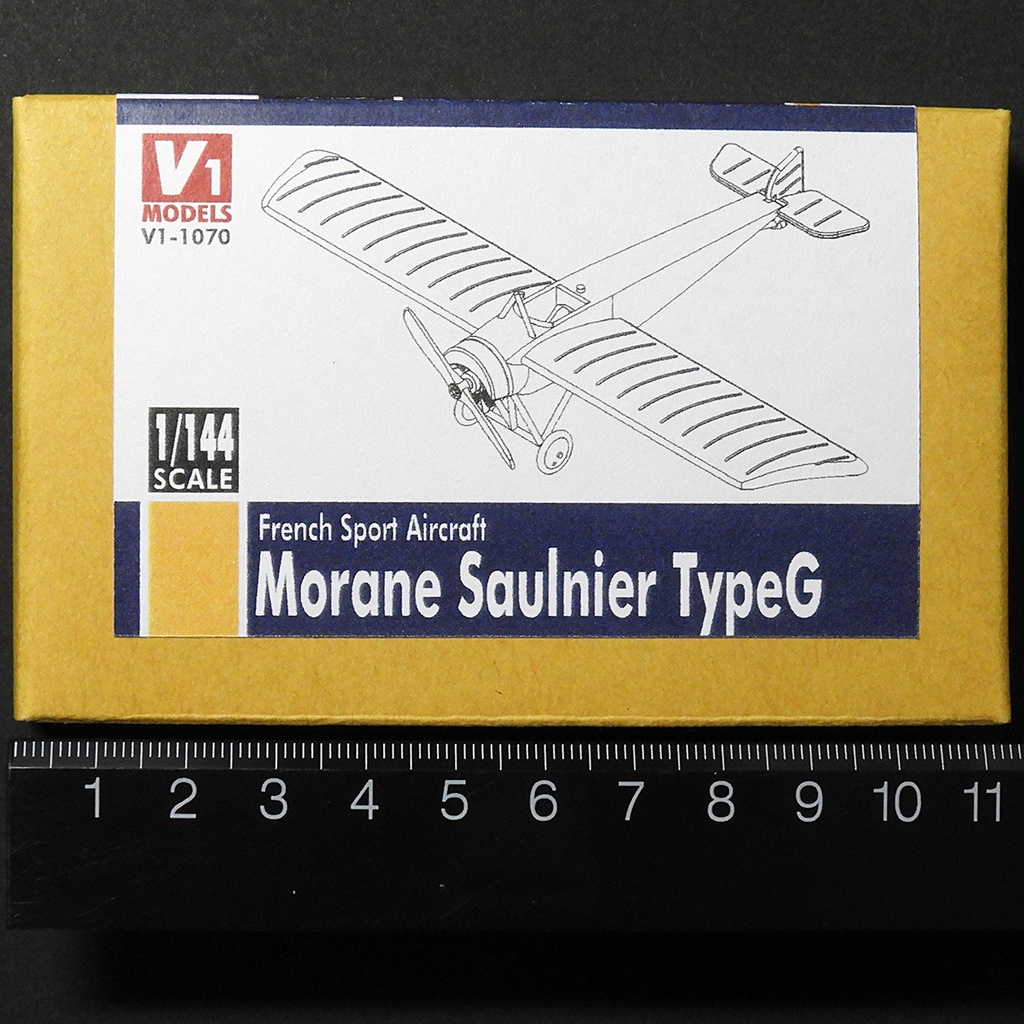 V1
MODELS
V1-1070
1/144
SCALE
French Sport Aircraft
Morane Saulnier TypeG
1 2 3 4 5 6 7 8 9 10 11